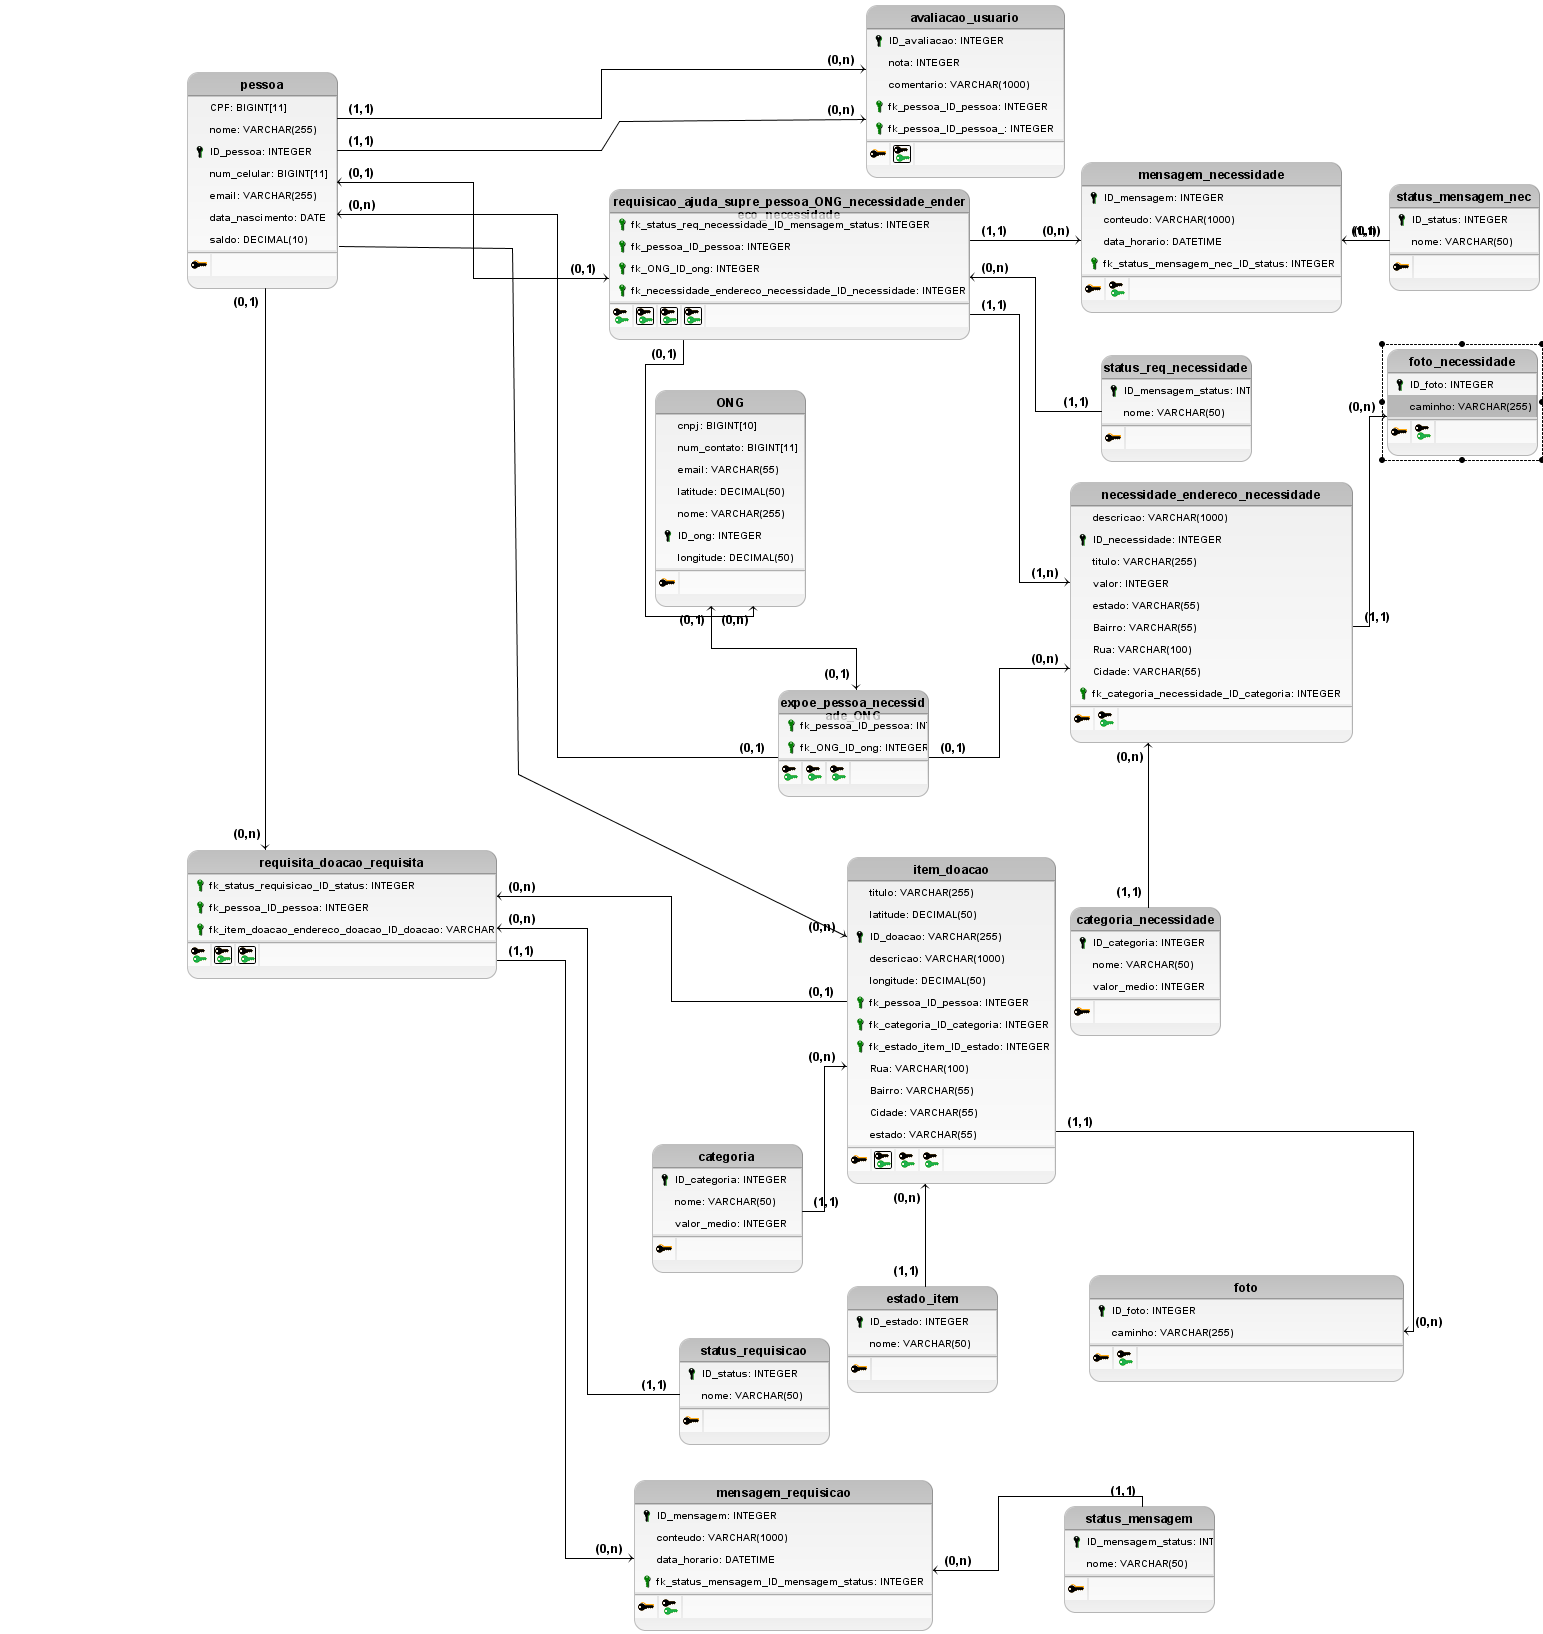 avaliacao_usuario
ID_avaliacao: INTEGER
nota: INTEGER
comentario: VARCHAR(1000)
fk_pessoa_ID_pessoa: INTEGER
fk_pessoa_ID_pessoa_: INTEGER
(0,n)
(0,n)
pessoa
CPF: BIGINT[11]
nome: VARCHAR(255)
ID_pessoa: INTEGER
num_celular: BIGINT[11]
email: VARCHAR(255)
data_nascimento: DATE
saldo: DECIMAL(10)
(1,1)
(1,1)
(0,1)
(0,n)
(0,1)
(0,1)
requisicao_ajuda_supre_pessoa_ONG_necessidade_ender
eco_necessidade
fk_status_req_necessidade_ID_mensagem_status: INTEGER
fk_pessoa_ID_pessoa: INTEGER
fk_ONG_ID_ong: INTEGER
fk_necessidade_endereco_necessidade_ID_necessidade: INTEGER
(1,1)
(0,n)
(0,n)
(1,1)
(0,1)
mensagem_necessidade
ID_mensagem: INTEGER
conteudo: VARCHAR(1000)
data_horario: DATETIME
fk_status_mensagem_nec_ID_status: INTEGER
status_mensagem_nec
ID_status: INTEGER
nome: VARCHAR(50)
status_req_necessidade
ID_mensagem_status: INT
nome: VARCHAR(50)
(1,1)
foto_necessidade
ID_foto: INTEGER
caminho: VARCHAR(255)
(0,n)
ONG
cnpj: BIGINT[10]
num_contato: BIGINT[11]
email: VARCHAR(55)
latitude: DECIMAL(50)
nome: VARCHAR(255)
ID_ong: INTEGER
longitude: DECIMAL(50)
(0,1)
(0,n)
(0,1)
necessidade_endereco_necessidade
descricao: VARCHAR(1000)
ID_necessidade: INTEGER
titulo: VARCHAR(255)
valor: INTEGER
estado: VARCHAR(55)
Bairro: VARCHAR(55)
Rua: VARCHAR(100)
Cidade: VARCHAR(55)
fk_categoria_necessidade_ID_categoria: INTEGER
(1,n)
(1,1)
(0,n)
(0,n)
expoe_pessoa_necessid
ade_ONG
fk_pessoa_ID_pessoa: INT
fk_ONG_ID_ong: INTEGER
(0,1)
(0,1)
(0,n)
requisita_doacao_requisita
fk_status_requisicao_ID_status: INTEGER
fk_pessoa_ID_pessoa: INTEGER
fk_item_doacao_endereco_doacao_ID_doacao: VARCHAR
(0,n)
(0,n)
(1,1)
item_doacao
titulo: VARCHAR(255)
latitude: DECIMAL(50)
ID_doacao: VARCHAR(255)
descricao: VARCHAR(1000)
longitude: DECIMAL(50)
fk_pessoa_ID_pessoa: INTEGER
fk_categoria_ID_categoria: INTEGER
fk_estado_item_ID_estado: INTEGER
Rua: VARCHAR(100)
Bairro: VARCHAR(55)
Cidade: VARCHAR(55)
estado: VARCHAR(55)
(0,n)
(0,1)
(0,n)
(1,1)
(0,n)
(1,1)
categoria_necessidade
ID_categoria: INTEGER
nome: VARCHAR(50)
valor_medio: INTEGER
categoria
ID_categoria: INTEGER
nome: VARCHAR(50)
valor_medio: INTEGER
(1,1)
(1,1)
estado_item
ID_estado: INTEGER
nome: VARCHAR(50)
foto
ID_foto: INTEGER
caminho: VARCHAR(255)
(0,n)
status_requisicao
ID_status: INTEGER
nome: VARCHAR(50)
(1,1)
mensagem_requisicao
ID_mensagem: INTEGER
conteudo: VARCHAR(1000)
data_horario: DATETIME
fk_status_mensagem_ID_mensagem_status: INTEGER
(0,n)
(0,n)
(1,1)
status_mensagem
ID_mensagem_status: INT
nome: VARCHAR(50)